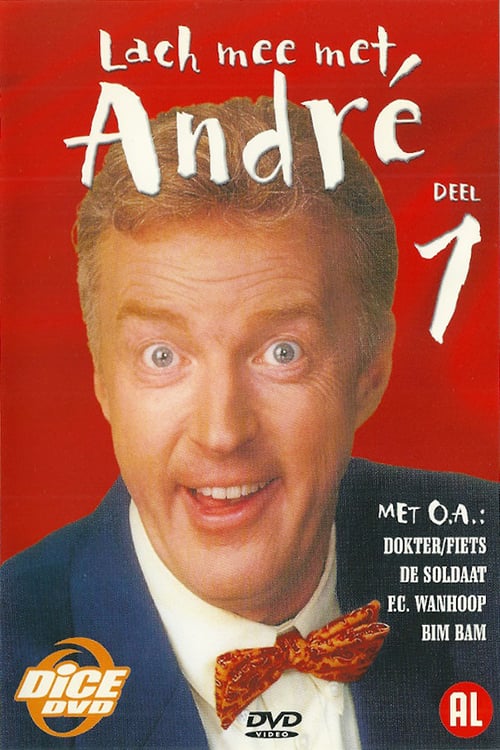 Lach mee met
André
DEEL
1
MET O.A.:
DOKTER/FIETS
DE SOLDAAT
F.C. WANHOOP
BIM BAM
DiCE
DVD
DVD
VIDEO
AL